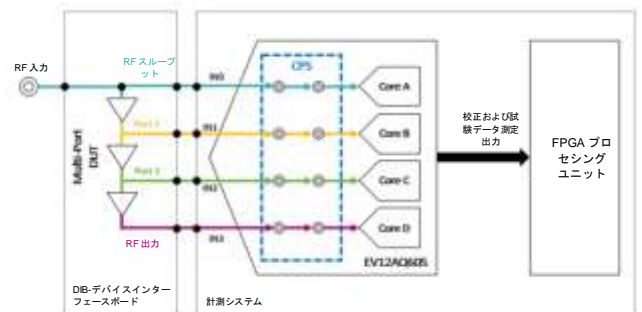 RF 入力
RF スループ
ット
IN0
CPS
Core A
Port 1
IN1
Core B
Multi-Port
DUT
Port 2
IN2
Core C
RF 出力
IN3
Core D
EV12AQ605
校正および試
験データ測定
出力
FPGA プロ
セシング
ユニット
DIB-デバイスインター
フェースボード
計測システム